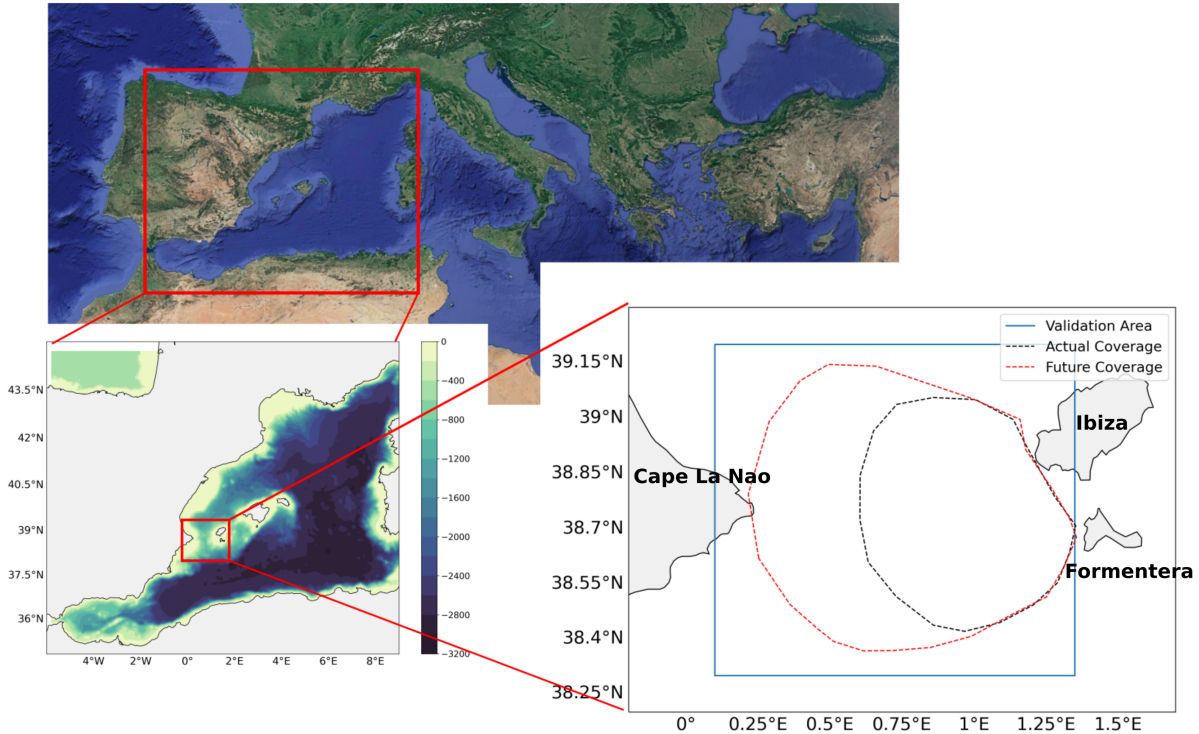 43.5°N
42°N
40.5°N
39°N
37.5°N
36°N
4°W 2°W 0° 2°E 4°E 6°E 8°E
0
−400
−800
−1200
−1600
−2000
−2400
−2800
−3200
Validation Area
Actual Coverage
Future Coverage
39.15°N
39°N
38.85°N
38.7°N
38.55°N
38.4°N
38.25°N
Ibiza
Cape La Nao
Formentera
0° 0.25°E 0.5°E 0.75°E 1°E 1.25°E 1.5°E